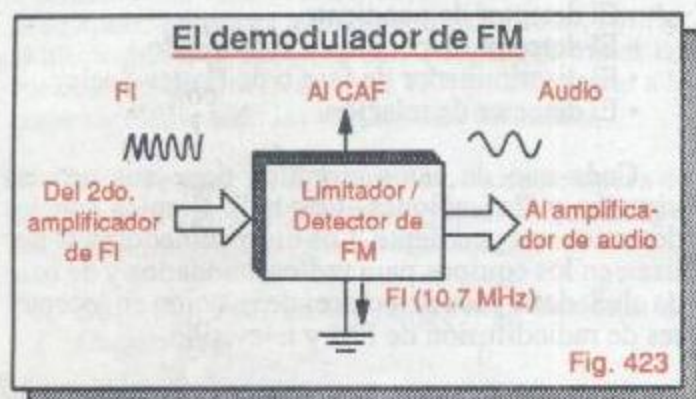 El demodulador de FM
FI
Al CAF
Audio
Del 2do.
amplificador
de FI
Limitador /
Detector de
FM
Al amplifica-
dor de audio
FI (10,7 MHz)
Fig. 423